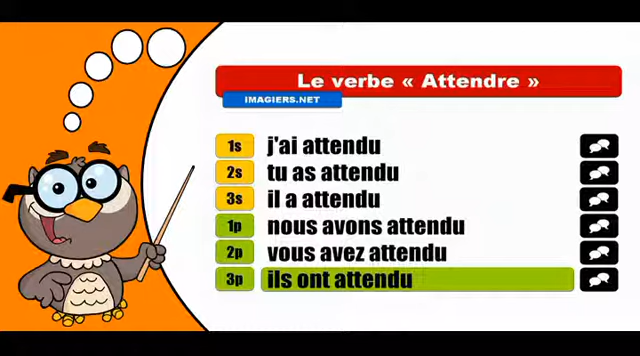 Le verbe « Attendre »
IMAGIERS.NET
1s j'ai attendu
2s tu as attendu
3s il a attendu
1p nous avons attendu
2p vous avez attendu
3p ils ont attendu